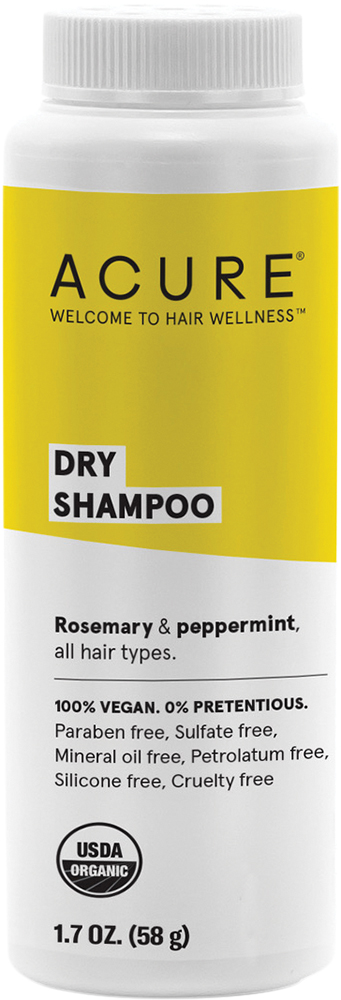 ACURE®
WELCOME TO HAIR WELLNESS™
DRY
SHAMPOO
Rosemary & peppermint,
all hair types.
100% VEGAN. 0% PRETENTIOUS.
Paraben free, Sulfate free,
Mineral oil free, Petrolatum free,
Silicone free, Cruelty free
USDA
ORGANIC
1.7 OZ. (58 g)